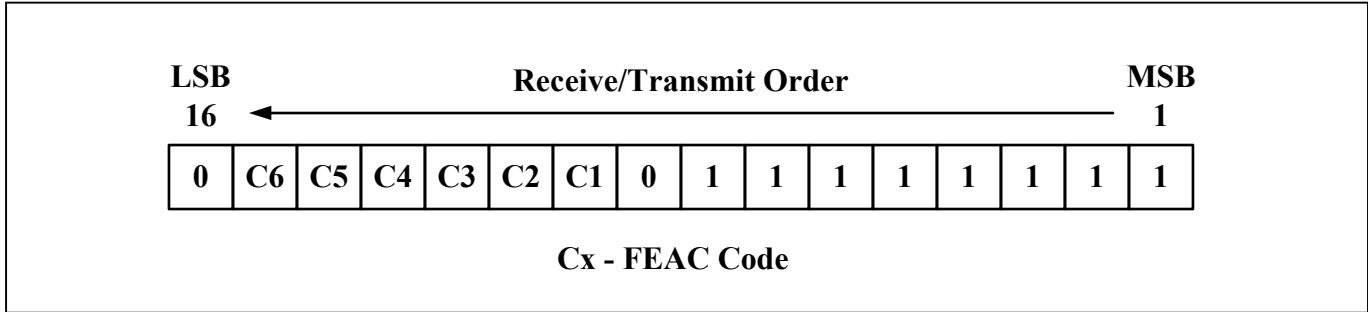 LSB Receive/Transmit Order MSB
16 1
0 C6 C5 C4 C3 C2 C1 0 1 1 1 1 1 1 1 1
Cx - FEAC Code